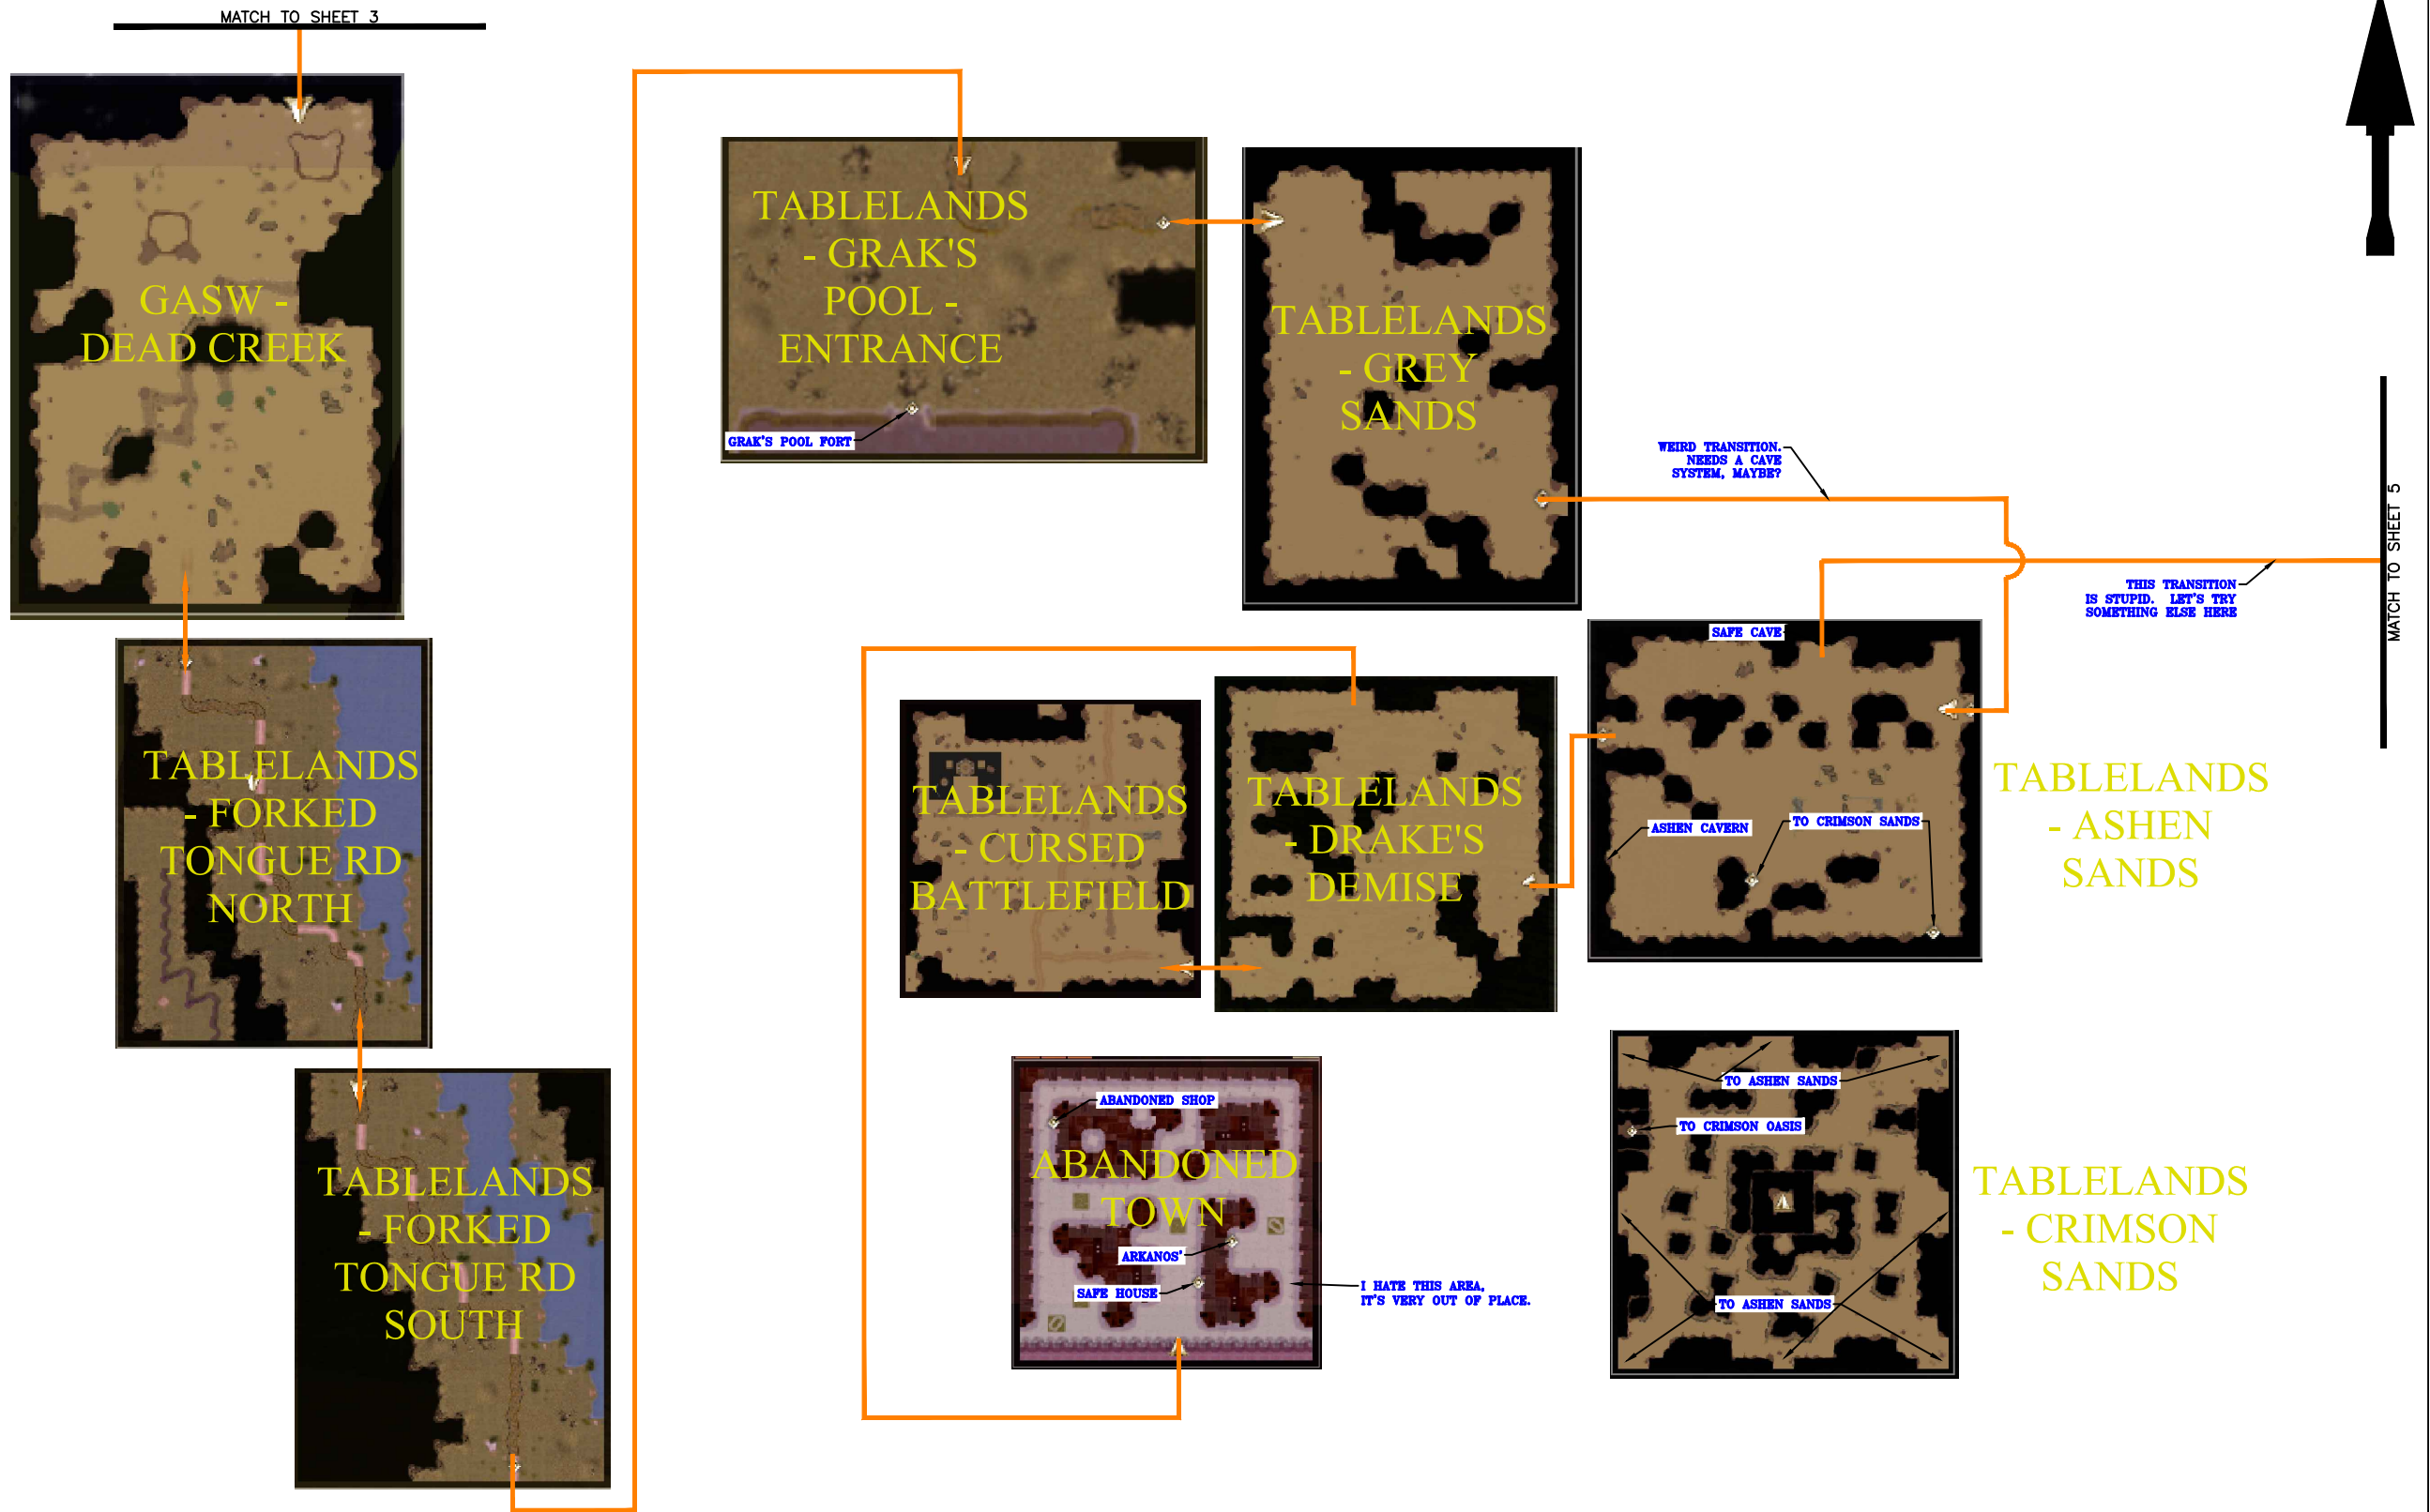 MATCH TO SHEET 3
GASW -
DEAD CREEK
TABLELANDS
- FORKED
TONGUE RD
NORTH
TABLELANDS
- FORKED
TONGUE RD
SOUTH
TABLELANDS
- GRAK'S
POOL -
ENTRANCE
GRAK'S POOL FORT
TABLELANDS
- GREY
SANDS
WEIRD TRANSITION.
NEEDS A CAVE
SYSTEM, MAYBE?
THIS TRANSITION
IS STUPID. LET'S TRY
SOMETHING ELSE HERE
MATCH TO SHEET 5
SAFE CAVE
ASHEN CAVERN
TO CRIMSON SANDS
TABLELANDS
- ASHEN
SANDS
TABLELANDS
- CURSED
BATTLEFIELD
TABLELANDS
- DRAKE'S
DEMISE
ABANDONED SHOP
ABANDONED
TOWN
ARKANOS'
SAFE HOUSE
I HATE THIS AREA,
IT'S VERY OUT OF PLACE.
TO ASHEN SANDS
TO CRIMSON OASIS
TO ASHEN SANDS
TABLELANDS
- CRIMSON
SANDS